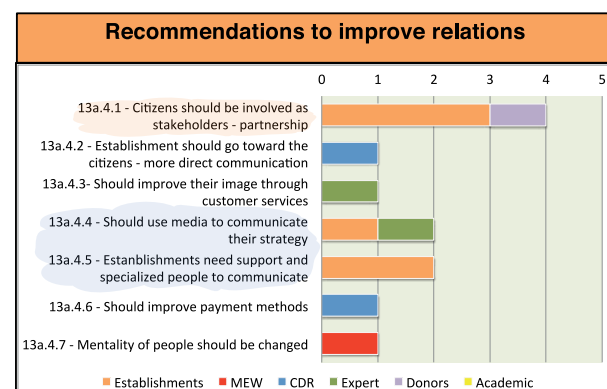 Recommendations to improve relations
0 1 2 3 4 5
13a.4.1 - Citizens should be involved as
stakeholders - partnership
13a.4.2 - Establishment should go toward the
citizens - more direct communication
13a.4.3- Should improve their image through
customer services
13a.4.4 - Should use media to communicate
their strategy
13a.4.5 - Estanblishments need support and
specialized people to communicate
13a.4.6 - Should improve payment methods
13a.4.7 - Mentality of people should be changed
Establishments MEW CDR Expert Donors Academic